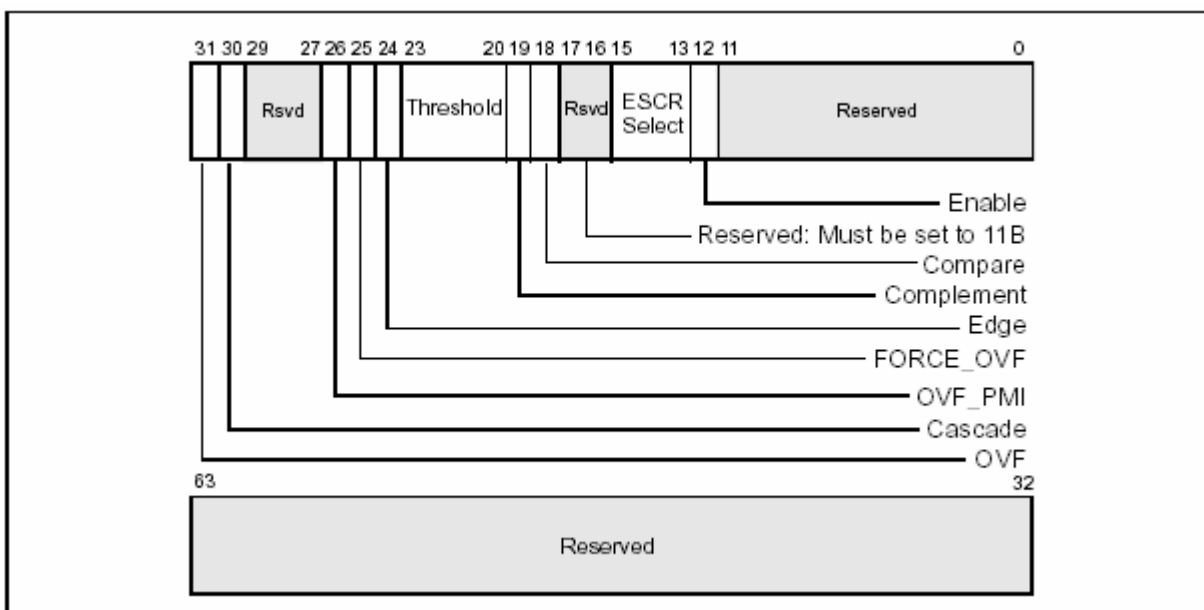 31 30 29 27 26 25 24 23 20 19 18 17 16 15 13 12 11 0
Rsvd Threshold Rsvd ESCR Select Reserved
Enable
Reserved: Must be set to 11B
Compare
Complement
Edge
FORCE_OVF
OVF_PMI
Cascade
OVF
63 32
Reserved